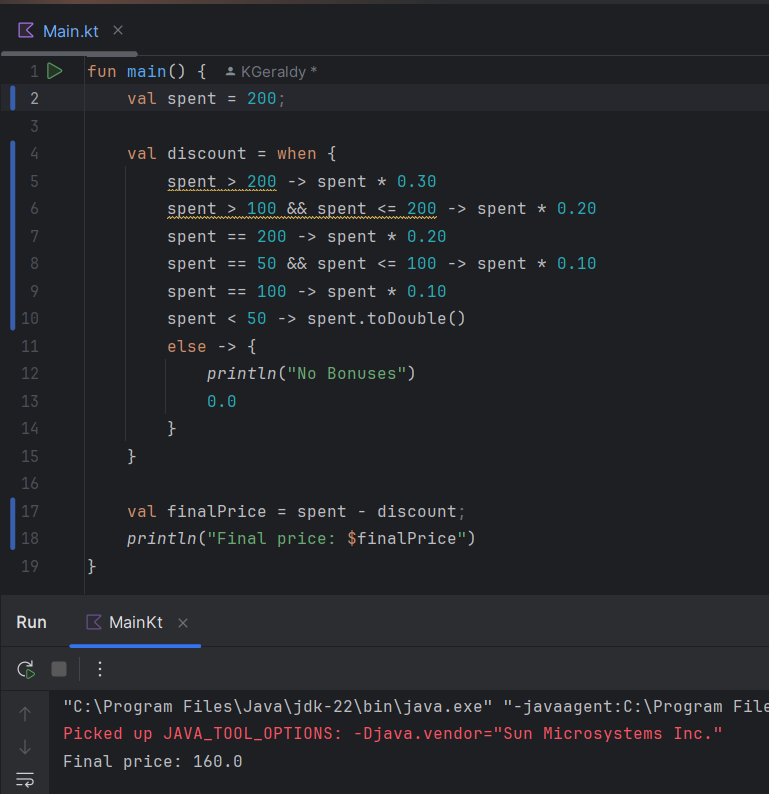 Main.kt
1 fun main() { KGeraldy *
2 val spent = 200;
3
4 val discount = when {
5 spent > 200 -> spent * 0.30
6 spent > 100 && spent <= 200 -> spent * 0.20
7 spent == 200 -> spent * 0.20
8 spent == 50 && spent <= 100 -> spent * 0.10
9 spent == 100 -> spent * 0.10
10 spent < 50 -> spent.toDouble()
11 else -> {
12 println("No Bonuses")
13 0.0
14 }
15 }
16
17 val finalPrice = spent - discount;
18 println("Final price: $finalPrice")
19 }
Run MainKt
"C:\Program Files\Java\jdk-22\bin\java.exe" "-javaagent:C:\Program File
Picked up JAVA_TOOL_OPTIONS: -Djava.vendor="Sun Microsystems Inc."
Final price: 160.0